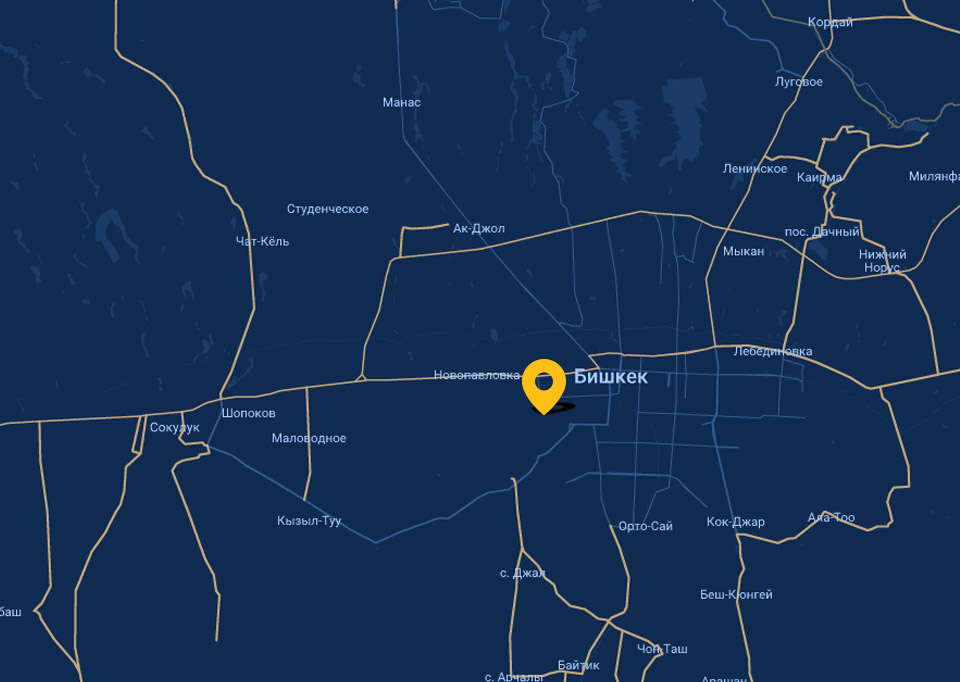 Кордай
Луговое
Манас
Ленинское
Каирма
Милянфа
Студенческое
Ак-Джол
пос. Дачный
Чат-Кёль
Мыкан
Нижний
Норус
Лебединовка
Новопавловка
Бишкек
Шопоков
Сокулук
Маловодное
Кызыл-Туу
Орто-Сай
Кок-Джар
Ала-Тоо
с. Джал
Беш-Кюнгей
баш
Чон-Таш
Байтик
с. Арчалы
Арашан